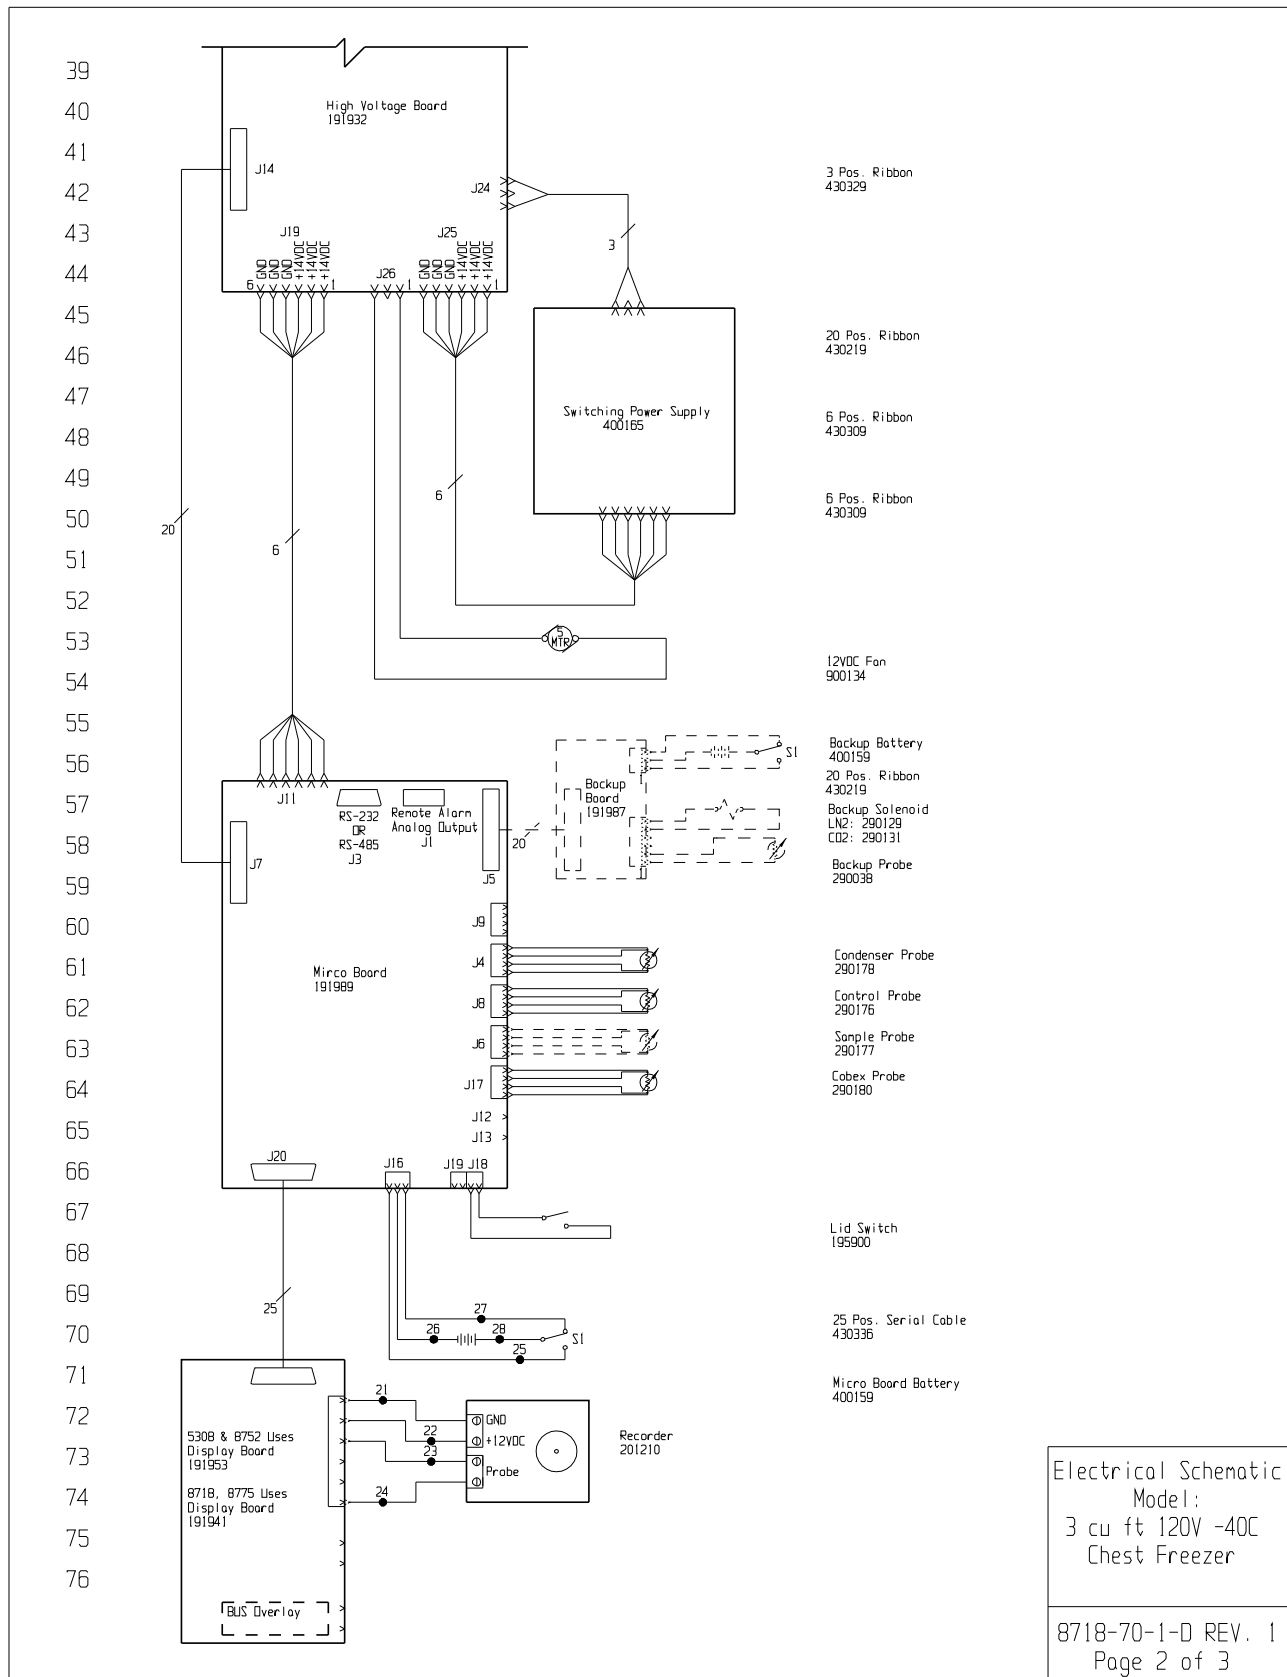 39
40
41
42
43
44
45
46
47
48
49
50
51
52
53
54
55
56
57
58
59
60
61
62
63
64
65
66
67
68
69
70
71
72
73
74
75
76
High Voltage Board
191932
J14
J24
J19
J25
GND
GND
GND
+14VDC
+14VDC
+14VDC
6
1
J26
1
GND
GND
GND
+14VDC
+14VDC
+14VDC
1
3
3 Pos. Ribbon
430329
Switching Power Supply
400165
20 Pos. Ribbon
430219
6 Pos. Ribbon
430309
6 Pos. Ribbon
430309
20
6
6
5
MTR
12VDC Fan
900134
J11
RS-232
OR
RS-485
J3
Remote Alarm
Analog Output
J1
J7
J5
20
Backup
Board
191987
1
1
S1
Backup Battery
400159
20 Pos. Ribbon
430219
Backup Solenoid
LN2: 290129
CO2: 290131
Backup Probe
290038
Mirco Board
191989
J9
J4
J8
J6
J17
J12
J13
Condenser Probe
290178
Control Probe
290176
Sample Probe
290177
Cobex Probe
290180
J20
J16
J19
J18
Lid Switch
195900
25
27
26
28
25
S1
25 Pos. Serial Cable
430336
Micro Board Battery
400159
21
22
23
24
GND
+12VDC
Probe
Recorder
201210
5308 & 8752 Uses
Display Board
191953
8718, 8775 Uses
Display Board
191941
BUS Overlay
Electrical Schematic
Model:
3 cu ft 120V -40C
Chest Freezer
8718-70-1-D REV. 1
Page 2 of 3